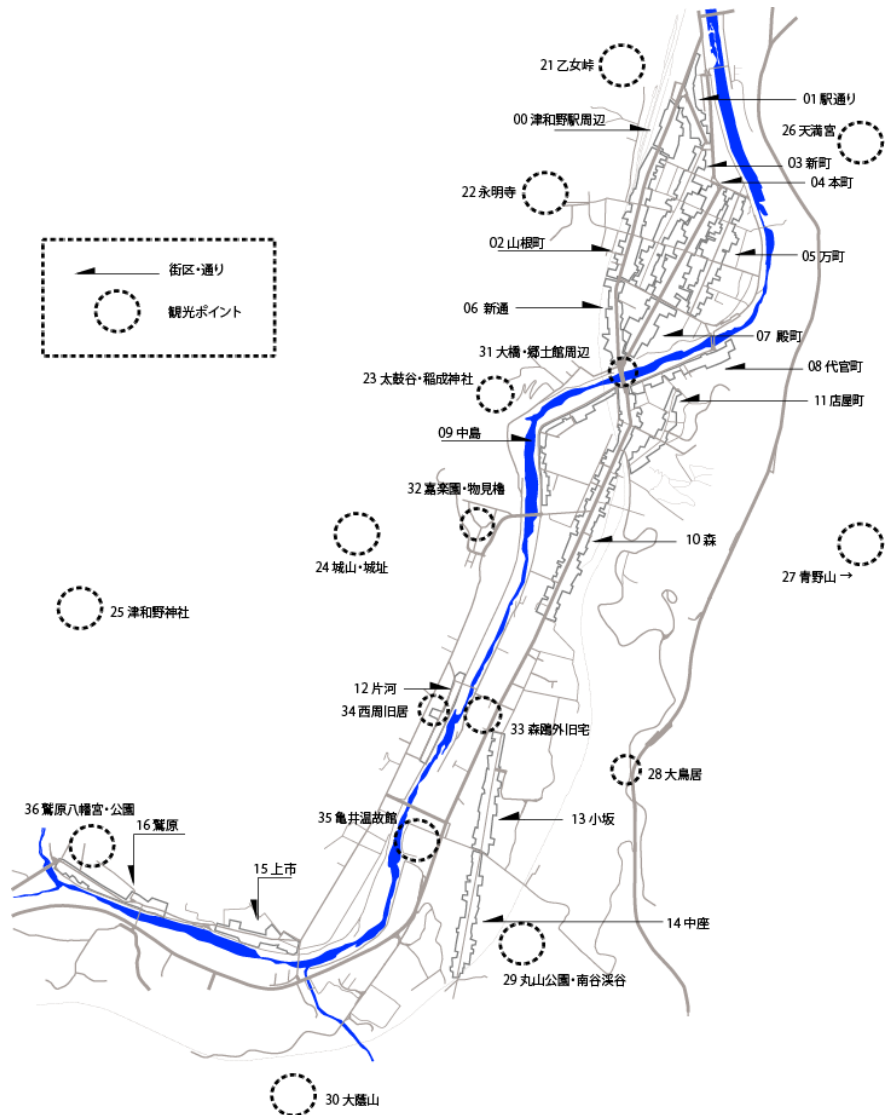 21 乙女峠
01 駅通り
00 津和野駅周辺
26 天満宮
03 新町
04 本町
22 永明寺
02 山根町
05 万町
街区・通り
観光ポイント
06 新通
07 殿町
31 大橋・郷土館周辺
08 代官町
23 太鼓谷・稲成神社
11 店屋町
09 中島
32 嘉楽園・物見櫓
10 森
24 城山・城址
27 青野山 →
25 津和野神社
12 片河
34 西周旧居
33 森鴎外旧宅
28 大鳥居
36 鷲原八幡宮・公園
16 鷲原
35 亀井温故館
13 小坂
15 上市
14 中座
29 丸山公園・南谷渓谷
30 大蔭山